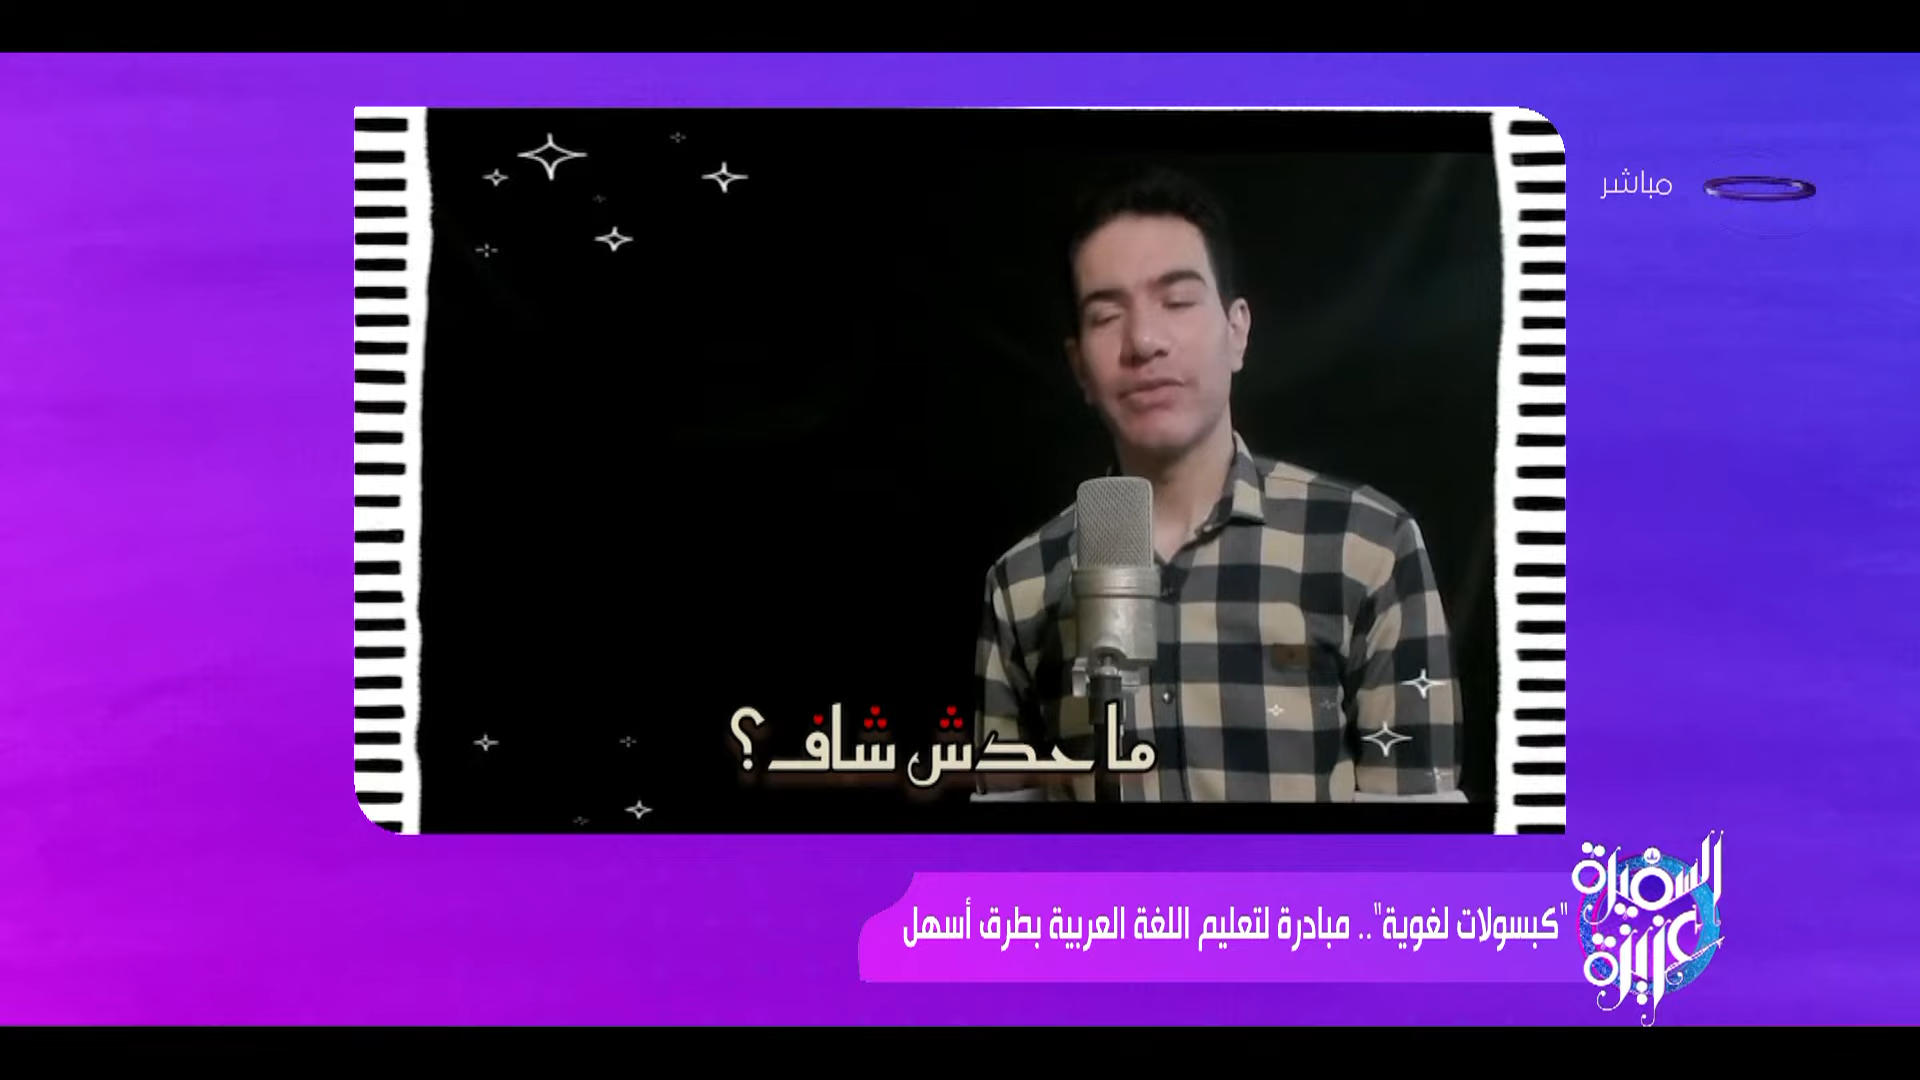 مباشر
ما حدش شاف ؟
"كبسولات لغوية".. مبادرة لتعليم اللغة العربية بطرق أسهل
السفيرة
عزيزة